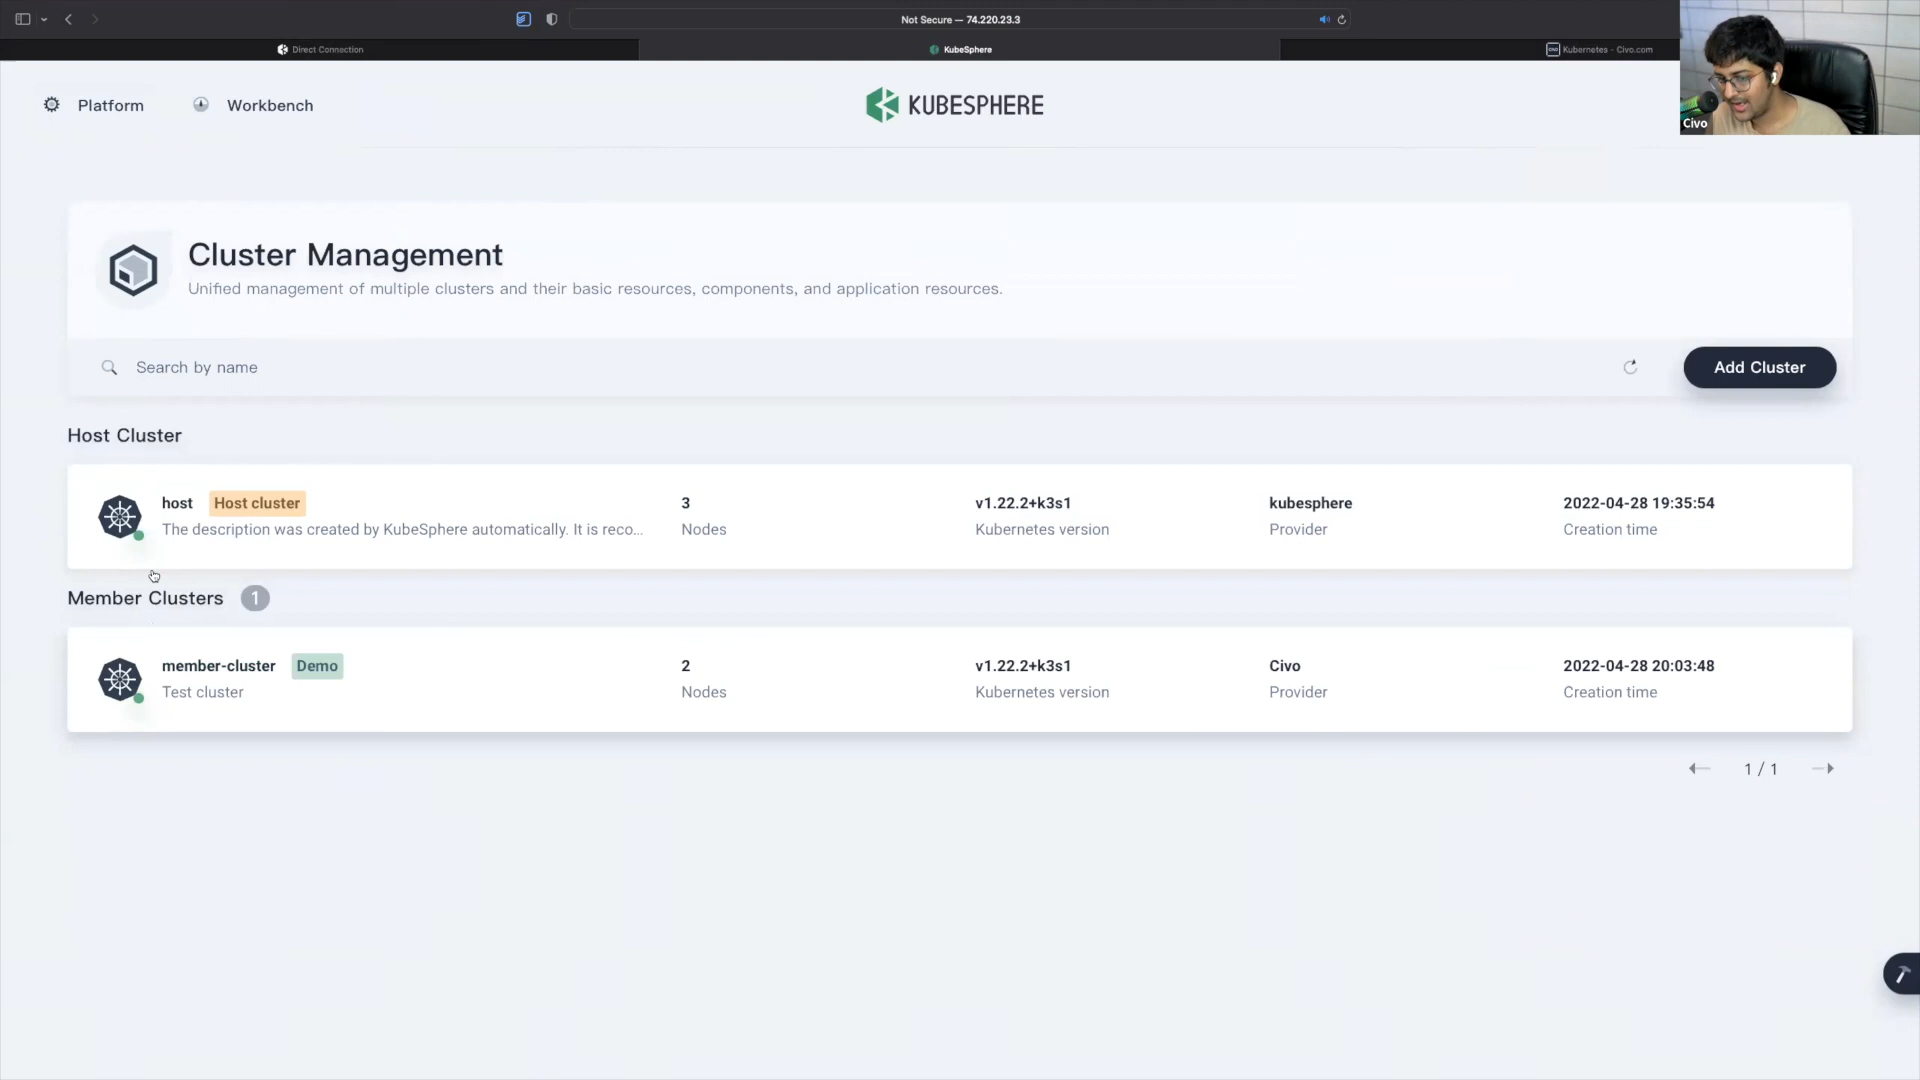 Not Secure — 74.220.23.3
Direct Connection
KubeSphere
Kubernetes - Civo.com
Civo
Platform
Workbench
KUBESPHERE
Cluster Management
Unified management of multiple clusters and their basic resources, components, and application resources.
Search by name
Add Cluster
Host Cluster
host Host cluster 3 v1.22.2+k3s1 kubesphere 2022-04-28 19:35:54
The description was created by KubeSphere automatically. It is reco... Nodes Kubernetes version Provider Creation time
Member Clusters 1
member-cluster Demo 2 v1.22.2+k3s1 Civo 2022-04-28 20:03:48
Test cluster Nodes Kubernetes version Provider Creation time
1 / 1